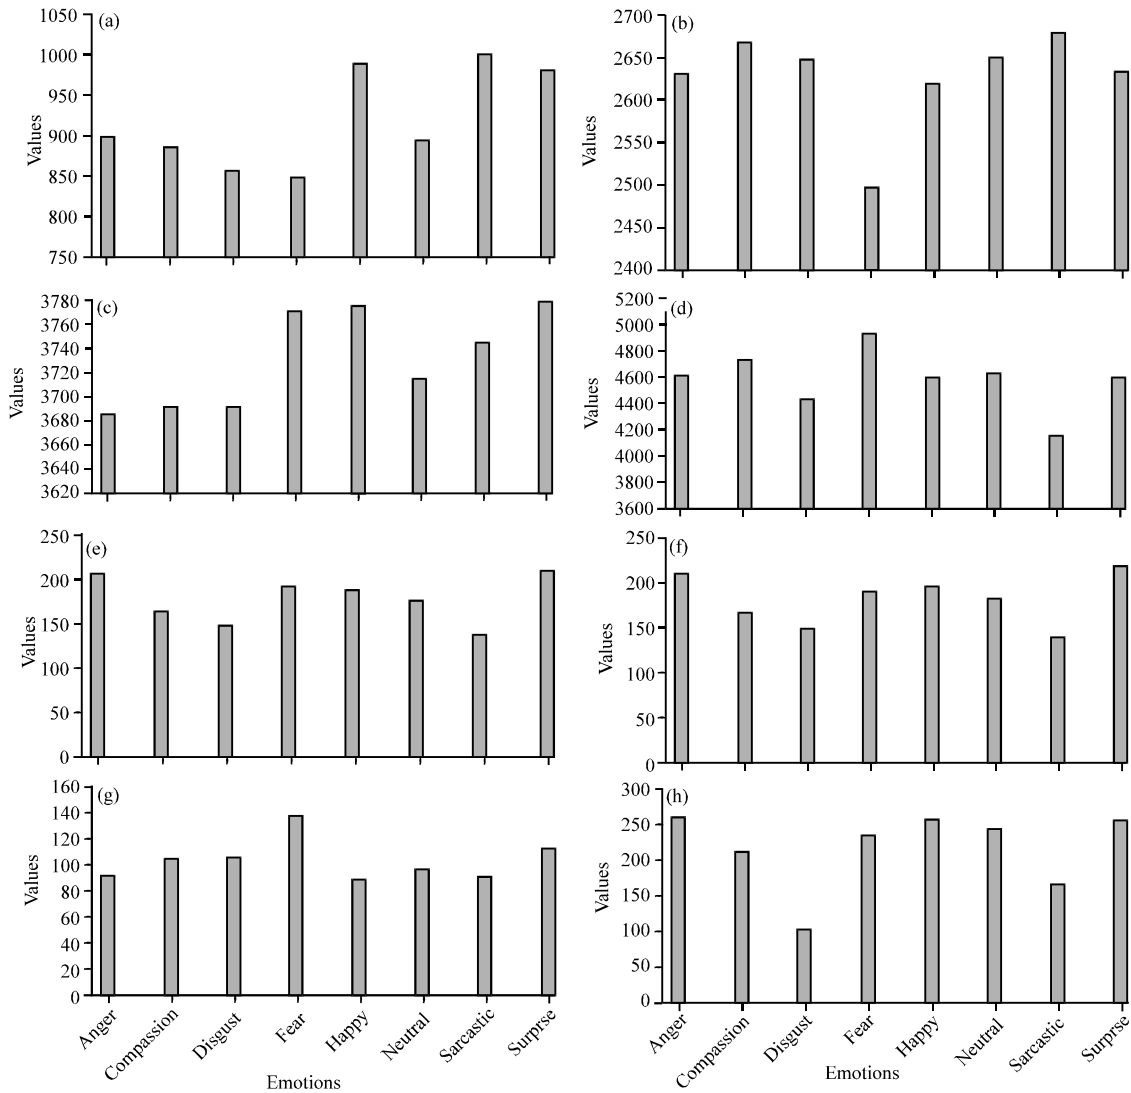 (a)
1050
1000
950
900
850
800
750
Values
(b)
2700
2650
2600
2550
2500
2450
2400
Values
(c)
3780
3760
3740
3720
3700
3680
3660
3640
3620
Values
(d)
5200
5000
4800
4600
4400
4200
4000
3800
3600
Values
(e)
250
200
150
100
50
0
Values
(f)
250
200
150
100
50
0
Values
(g)
160
140
120
100
80
60
40
20
0
Values
Anger
Compassion
Disgust
Fear
Happy
Neutral
Sarcastic
Surprse
Emotions
(h)
300
250
200
150
100
50
0
Values
Anger
Compassion
Disgust
Fear
Happy
Neutral
Sarcastic
Surprse
Emotions